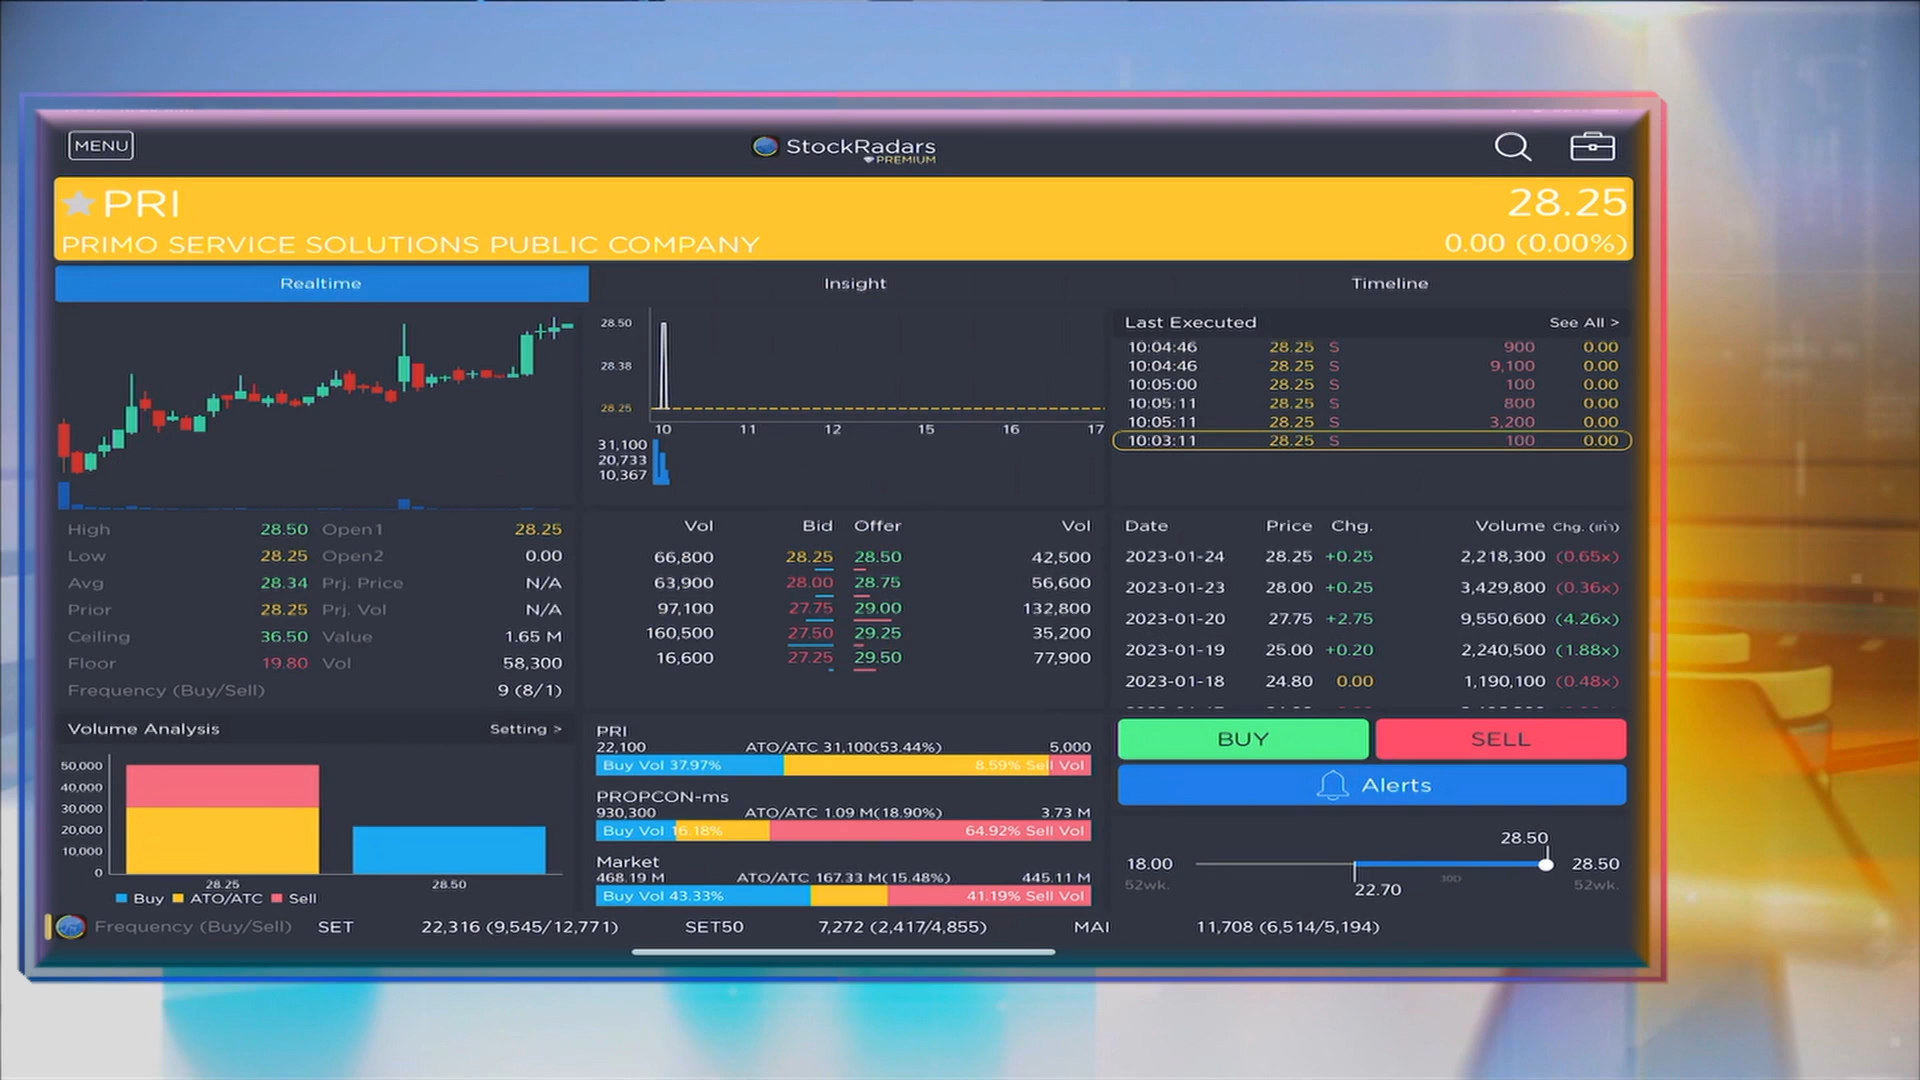 MENU
StockRadars
PREMIUM
PRI
28.25
PRIMO SERVICE SOLUTIONS PUBLIC COMPANY
0.00 (0.00%)
Realtime
Insight
Timeline
28.50
28.38
28.25
10 11 12 15 16 17
31,100
20,733
10,367
Last Executed See All >
10:04:46 28.25 S 900 0.00
10:04:46 28.25 S 9,100 0.00
10:05:00 28.25 S 100 0.00
10:05:11 28.25 S 800 0.00
10:05:11 28.25 S 3,200 0.00
10:03:11 28.25 S 100 0.00
High 28.50 Open1 28.25
Low 28.25 Open2 0.00
Avg 28.34 Prj. Price N/A
Prior 28.25 Prj. Vol N/A
Ceiling 36.50 Value 1.65 M
Floor 19.80 Vol 58,300
Frequency (Buy/Sell) 9 (8/1)
Vol Bid Offer Vol
66,800 28.25 28.50 42,500
63,900 28.00 28.75 56,600
97,100 27.75 29.00 132,800
160,500 27.50 29.25 35,200
16,600 27.25 29.50 77,900
Date Price Chg. Volume Chg. (เท่า)
2023-01-24 28.25 +0.25 2,218,300 (0.65x)
2023-01-23 28.00 +0.25 3,429,800 (0.36x)
2023-01-20 27.75 +2.75 9,550,600 (4.26x)
2023-01-19 25.00 +0.20 2,240,500 (1.88x)
2023-01-18 24.80 0.00 1,190,100 (0.48x)
Volume Analysis Setting >
50,000
40,000
30,000
20,000
10,000
0
28.25 28.50
Buy ATO/ATC Sell
PRI
22,100 ATO/ATC 31,100(53.44%) 5,000
Buy Vol 37.97% 8.59% Sell Vol
PROPCON-ms
930,300 ATO/ATC 1.09 M(18.90%) 3.73 M
Buy Vol 16.18% 64.92% Sell Vol
Market
468.19 M ATO/ATC 167.33 M(15.48%) 445.11 M
Buy Vol 43.33% 41.19% Sell Vol
BUY
SELL
Alerts
28.50
18.00 28.50
52wk. 30D 52wk.
22.70
Frequency (Buy/Sell) SET 22,316 (9,545/12,771) SET50 7,272 (2,417/4,855) MAI 11,708 (6,514/5,194)